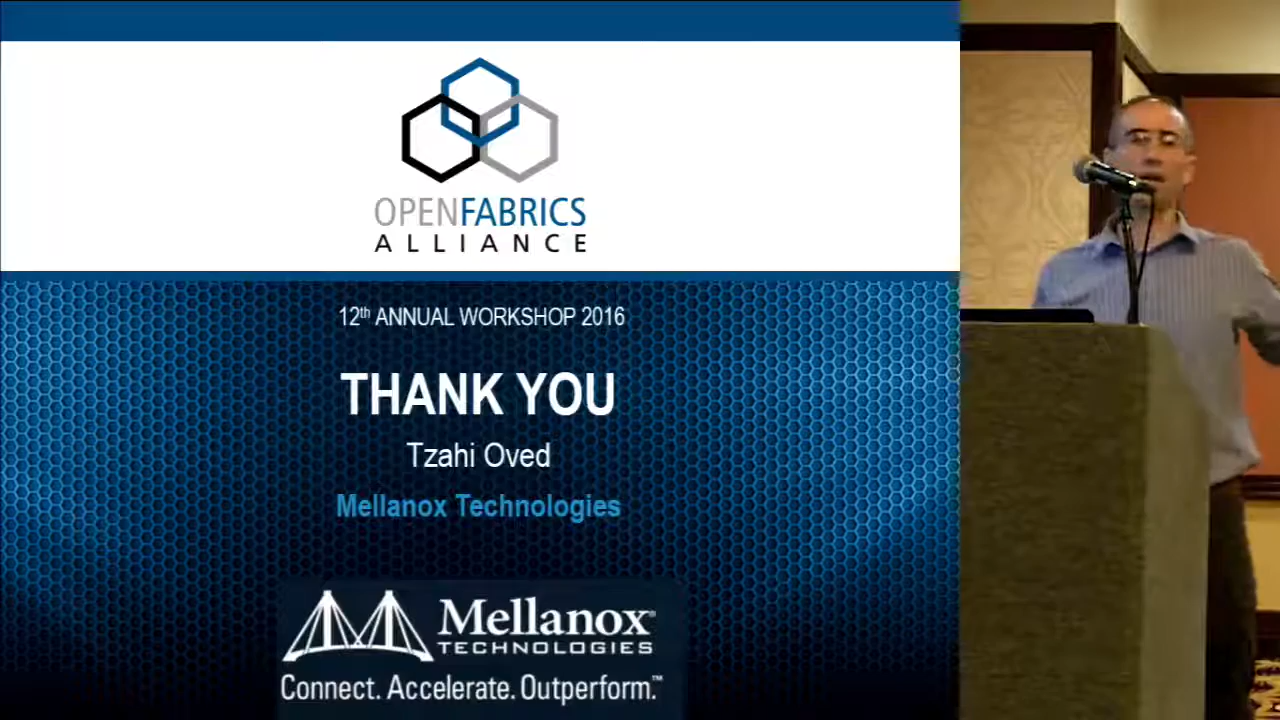 OPENFABRICS
ALLIANCE
12th ANNUAL WORKSHOP 2016
THANK YOU
Tzahi Oved
Mellanox Technologies
Mellanox®
TECHNOLOGIES
Connect. Accelerate. Outperform.™